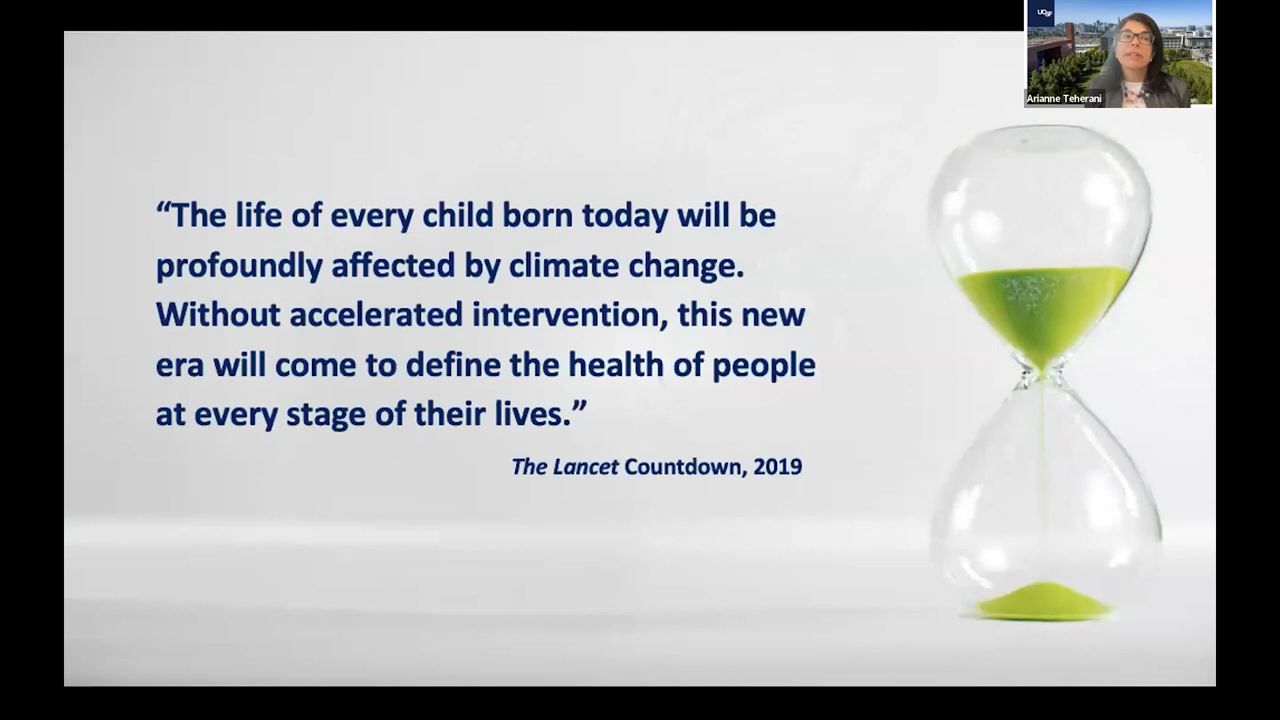 UCSF
Arianne Teherani
“The life of every child born today will be
profoundly affected by climate change.
Without accelerated intervention, this new
era will come to define the health of people
at every stage of their lives.”
The Lancet Countdown, 2019